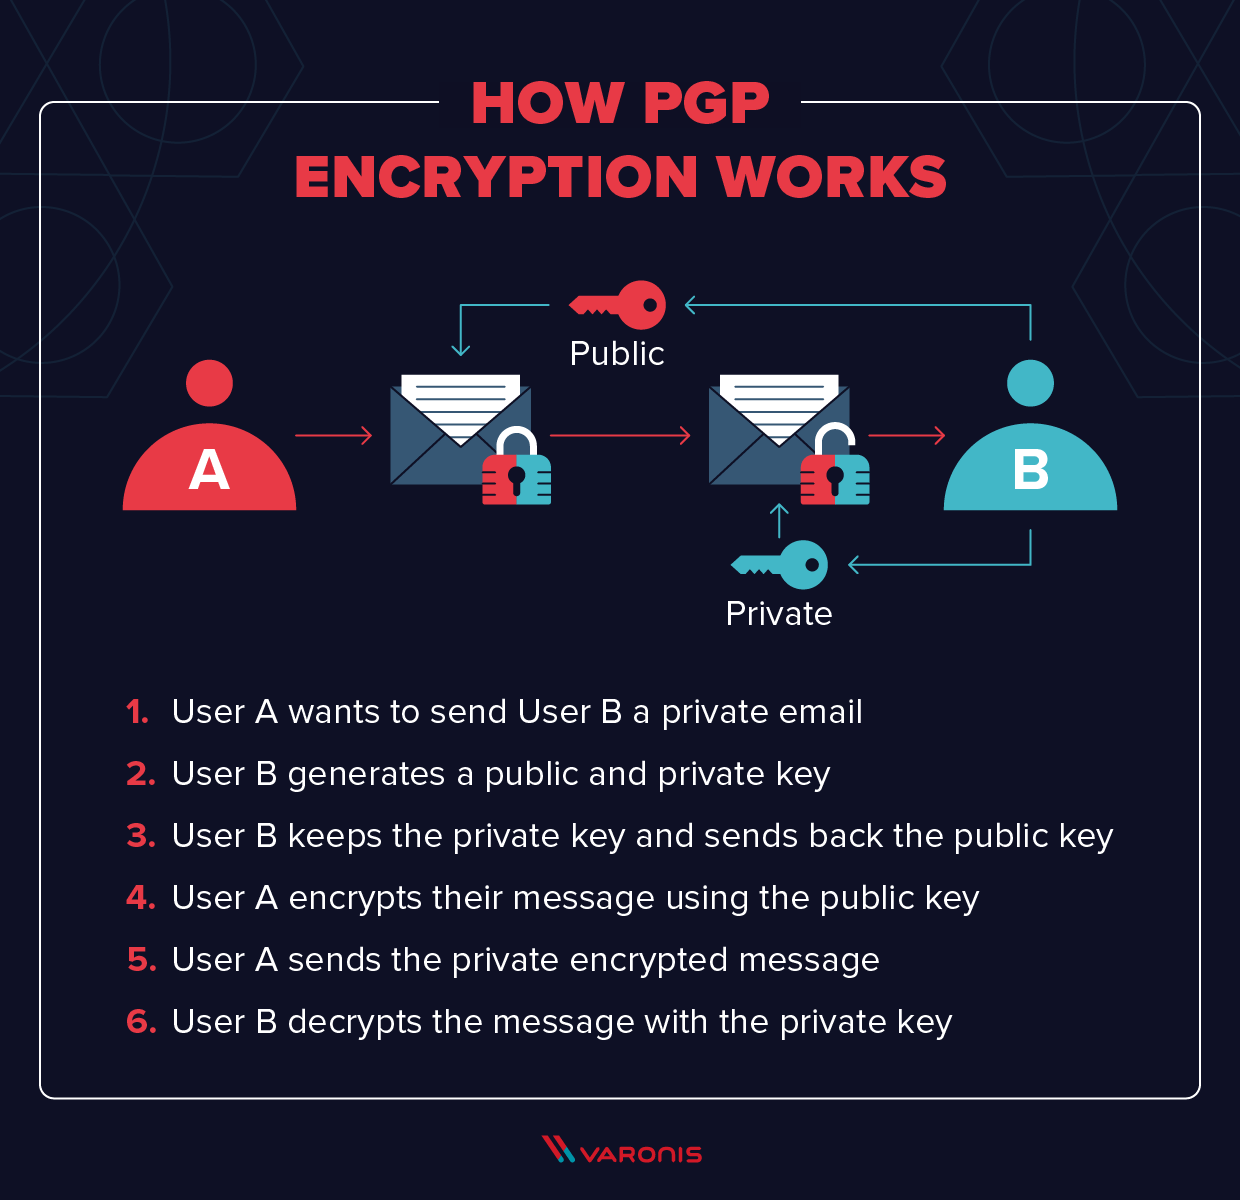 HOW PGP
ENCRYPTION WORKS
Public
A
B
Private
1. User A wants to send User B a private email
2. User B generates a public and private key
3. User B keeps the private key and sends back the public key
4. User A encrypts their message using the public key
5. User A sends the private encrypted message
6. User B decrypts the message with the private key
VARONIS